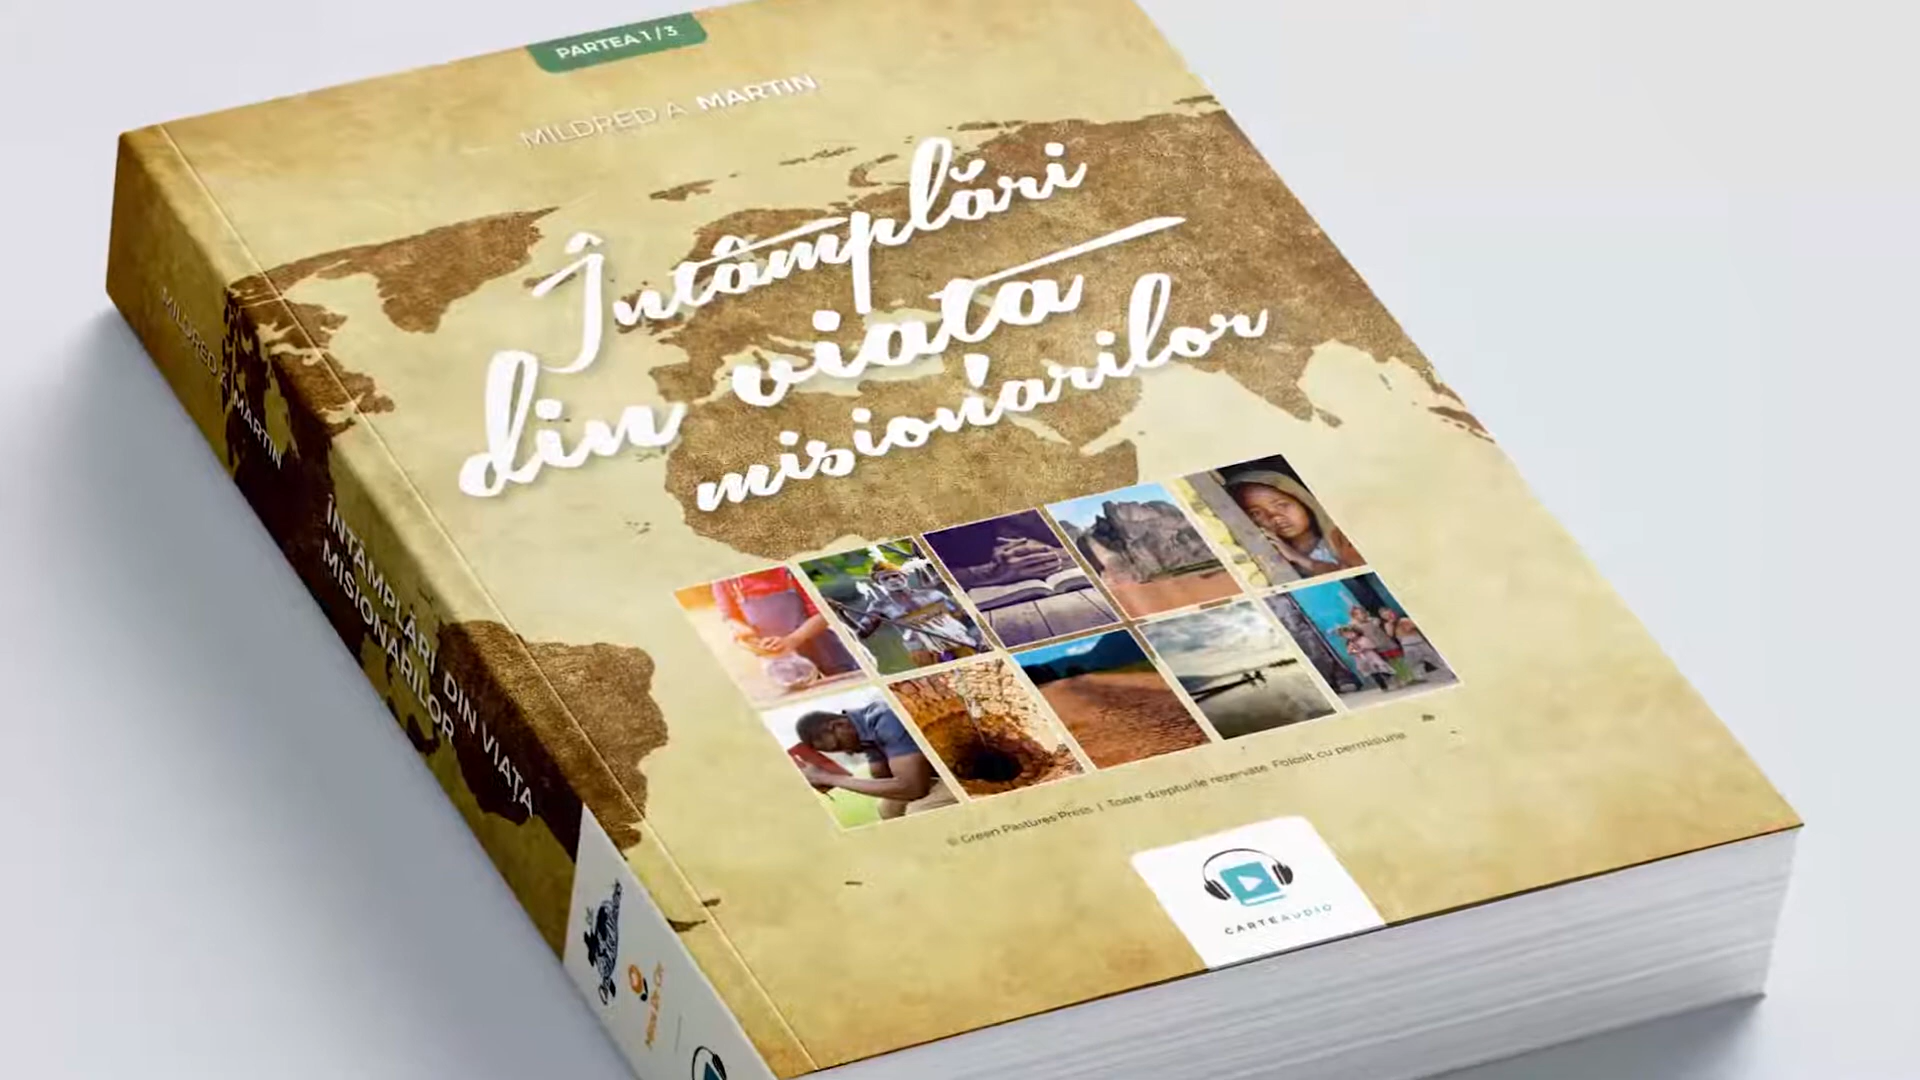 PARTEA 1/3
MILDRED A. MARTIN
Întâmplări
din viața
misionarilor
© Green Pastures Press | Toate drepturile rezervate. Folosit cu permisiune.
CARTEAUDIO
MILDRED A. MARTIN
ÎNTÂMPLĂRI DIN VIAȚA
MISIONARILOR